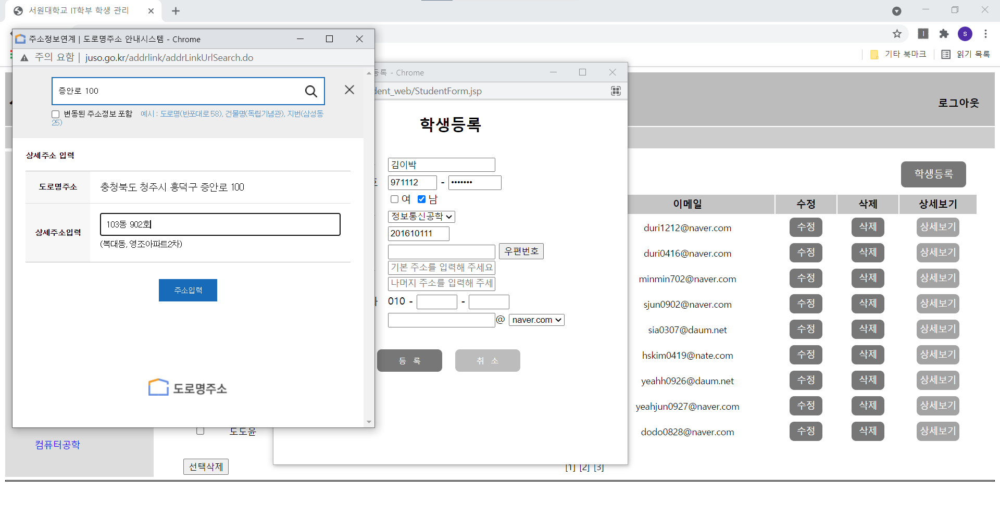 서원대학교 IT학부 학생 관리
기타 북마크
읽기 목록
주소정보연계 | 도로명주소 안내시스템 - Chrome
주의 요함 | juso.go.kr/addrlink/addrLinkUrlSearch.do
증안로 100
변동된 주소정보 포함 예시 : 도로명(반포대로 58), 건물명(독립기념관), 지번(삼성동
25)
상세주소 입력
도로명주소 충청북도 청주시 흥덕구 증안로 100
상세주소입력 103동 902호
(복대동, 영조아파트2차)
주소입력
도로명주소
등록 - Chrome
dent_web/StudentForm.jsp
학생등록
김이박
971112 - •••••••
여 남
정보통신공학
201610111
우편번호
기본 주소를 입력해 주세요
나머지 주소를 입력해 주세
010 - -
@ naver.com
등 록 취 소
로그아웃
학생등록
이메일 수정 삭제 상세보기
duri1212@naver.com 수정 삭제 상세보기
duri0416@naver.com 수정 삭제 상세보기
minmin702@naver.com 수정 삭제 상세보기
sjun0902@naver.com 수정 삭제 상세보기
sia0307@daum.net 수정 삭제 상세보기
hskim0419@nate.com 수정 삭제 상세보기
yeahh0926@daum.net 수정 삭제 상세보기
yeahjun0927@naver.com 수정 삭제 상세보기
도도윤 dodo0828@naver.com 수정 삭제 상세보기
컴퓨터공학
선택삭제
[1] [2] [3]